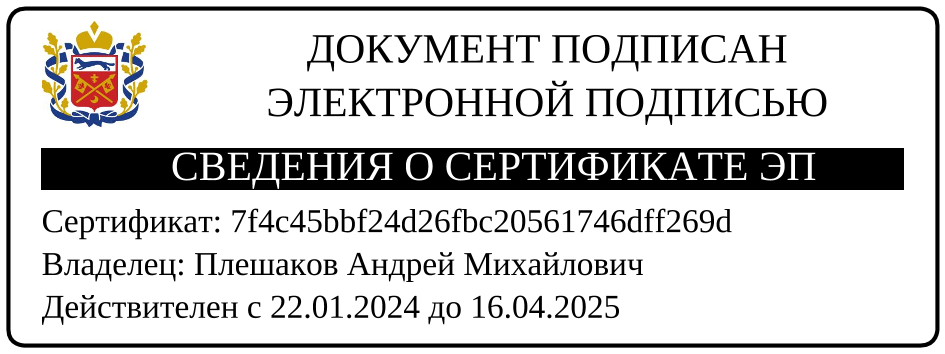 ДОКУМЕНТ ПОДПИСАН
ЭЛЕКТРОННОЙ ПОДПИСЬЮ
СВЕДЕНИЯ О СЕРТИФИКАТЕ ЭП
Сертификат: 7f4c45bbf24d26fbc20561746dff269d
Владелец: Плешаков Андрей Михайлович
Действителен с 22.01.2024 до 16.04.2025